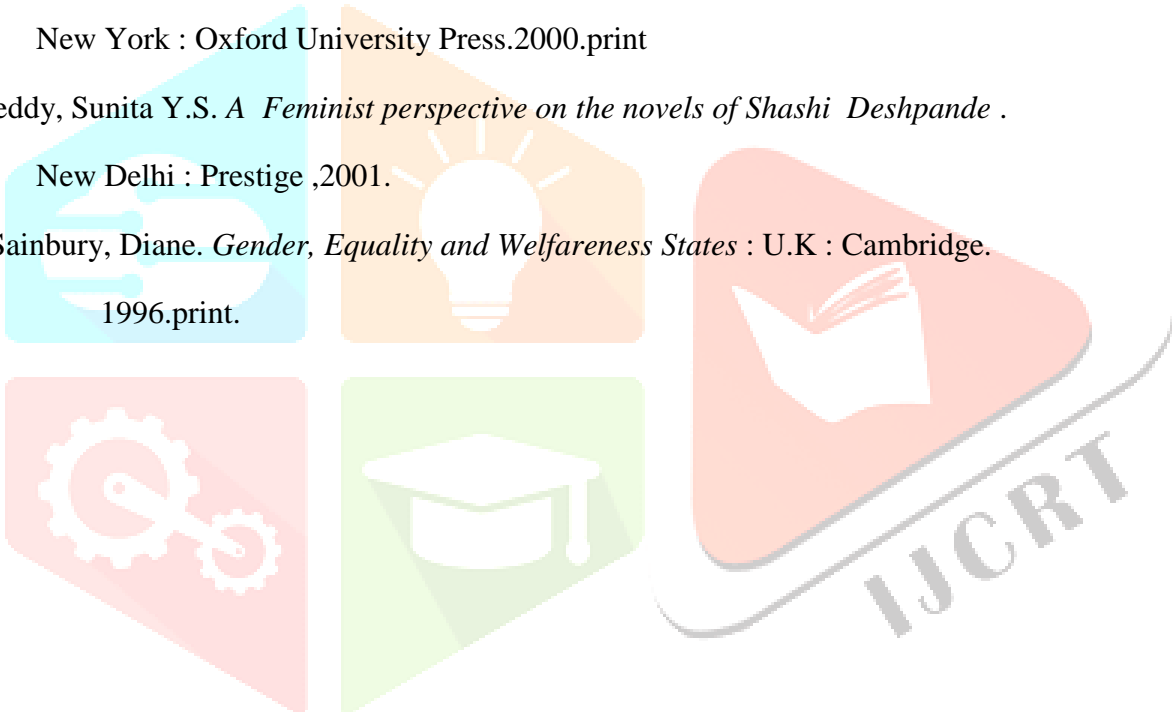 New York : Oxford University Press.2000.print
eddy, Sunita Y.S. A Feminist perspective on the novels of Shashi Deshpande .
New Delhi : Prestige ,2001.
Sainbury, Diane. Gender, Equality and Welfareness States : U.K : Cambridge.
1996.print.
IJCRT